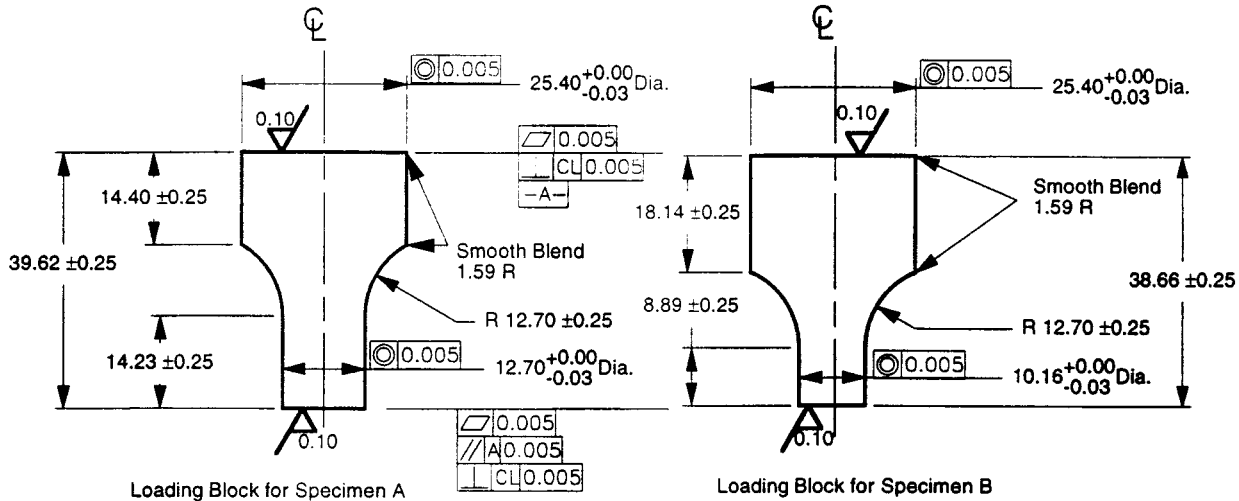 ℄
◎ 0.005
25.40 +0.00 -0.03 Dia.
0.10
⏥ 0.005
⊥ CL 0.005
-A-
14.40 ±0.25
39.62 ±0.25
Smooth Blend
1.59 R
R 12.70 ±0.25
14.23 ±0.25
◎ 0.005
12.70 +0.00 -0.03 Dia.
0.10
⏥ 0.005
// A 0.005
⊥ CL 0.005
Loading Block for Specimen A
℄
◎ 0.005
25.40 +0.00 -0.03 Dia.
0.10
Smooth Blend
1.59 R
18.14 ±0.25
38.66 ±0.25
8.89 ±0.25
R 12.70 ±0.25
◎ 0.005
10.16 +0.00 -0.03 Dia.
0.10
Loading Block for Specimen B